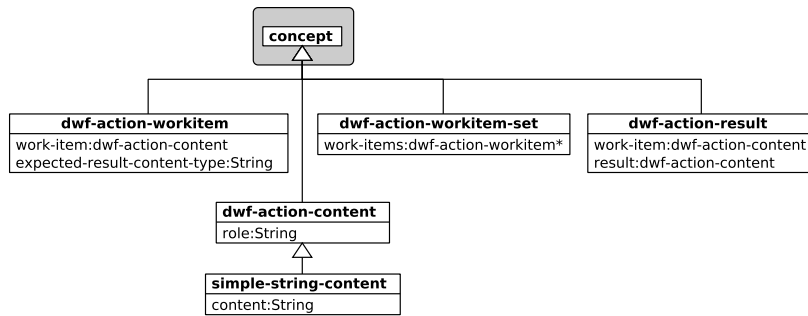 concept
dwf-action-workitem
work-item:dwf-action-content
expected-result-content-type:String
dwf-action-workitem-set
work-items:dwf-action-workitem*
dwf-action-result
work-item:dwf-action-content
result:dwf-action-content
dwf-action-content
role:String
simple-string-content
content:String